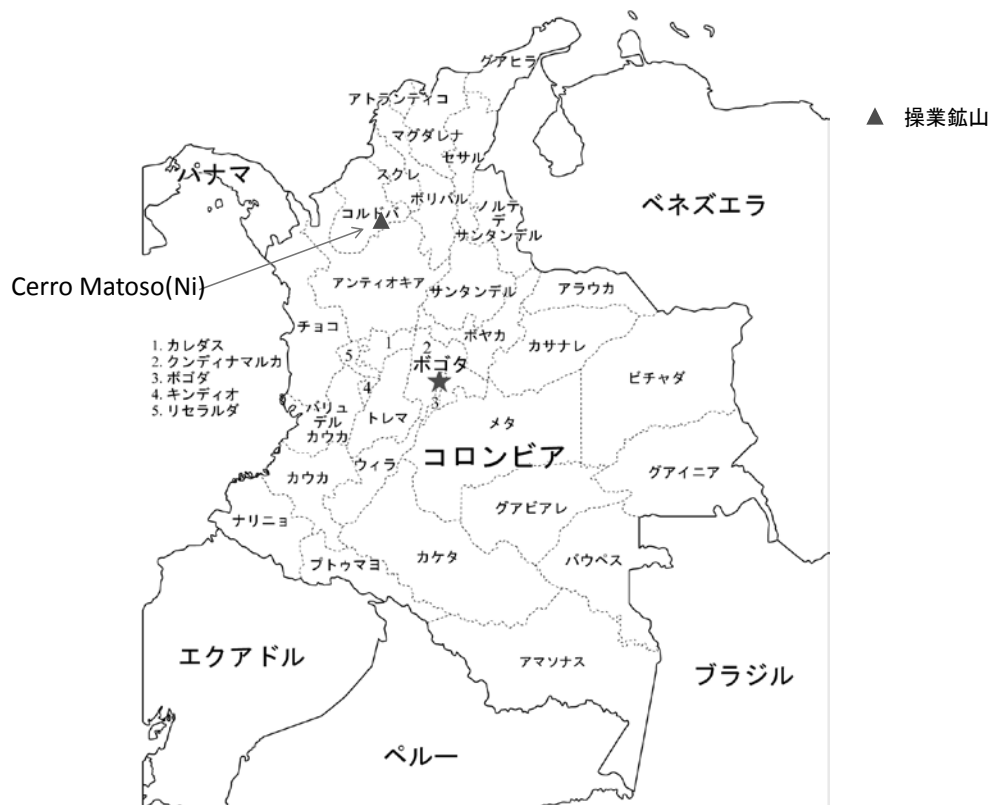 グアヒラ
アトランティコ
▲ 操業鉱山
マグダレナ
セサル
パナマ
スクレ
ボリバル
ベネズエラ
コルドバ
ノルテ
デ
サンタンデル
Cerro Matoso(Ni)
アンティオキア
サンタンデル
アラウカ
チョコ
ボヤカ
カサナレ
1. カレダス
2. クンディナマルカ
3. ボゴダ
4. キンディオ
5. リセラルダ
1
2
5
ボゴタ
4
3
ビチャダ
バリュ
デル
カウカ
トレマ
メタ
コロンビア
ウィラ
カウカ
グアイニア
グアビアレ
ナリニョ
カケタ
バウペス
プトゥマヨ
エクアドル
アマソナス
ブラジル
ペルー